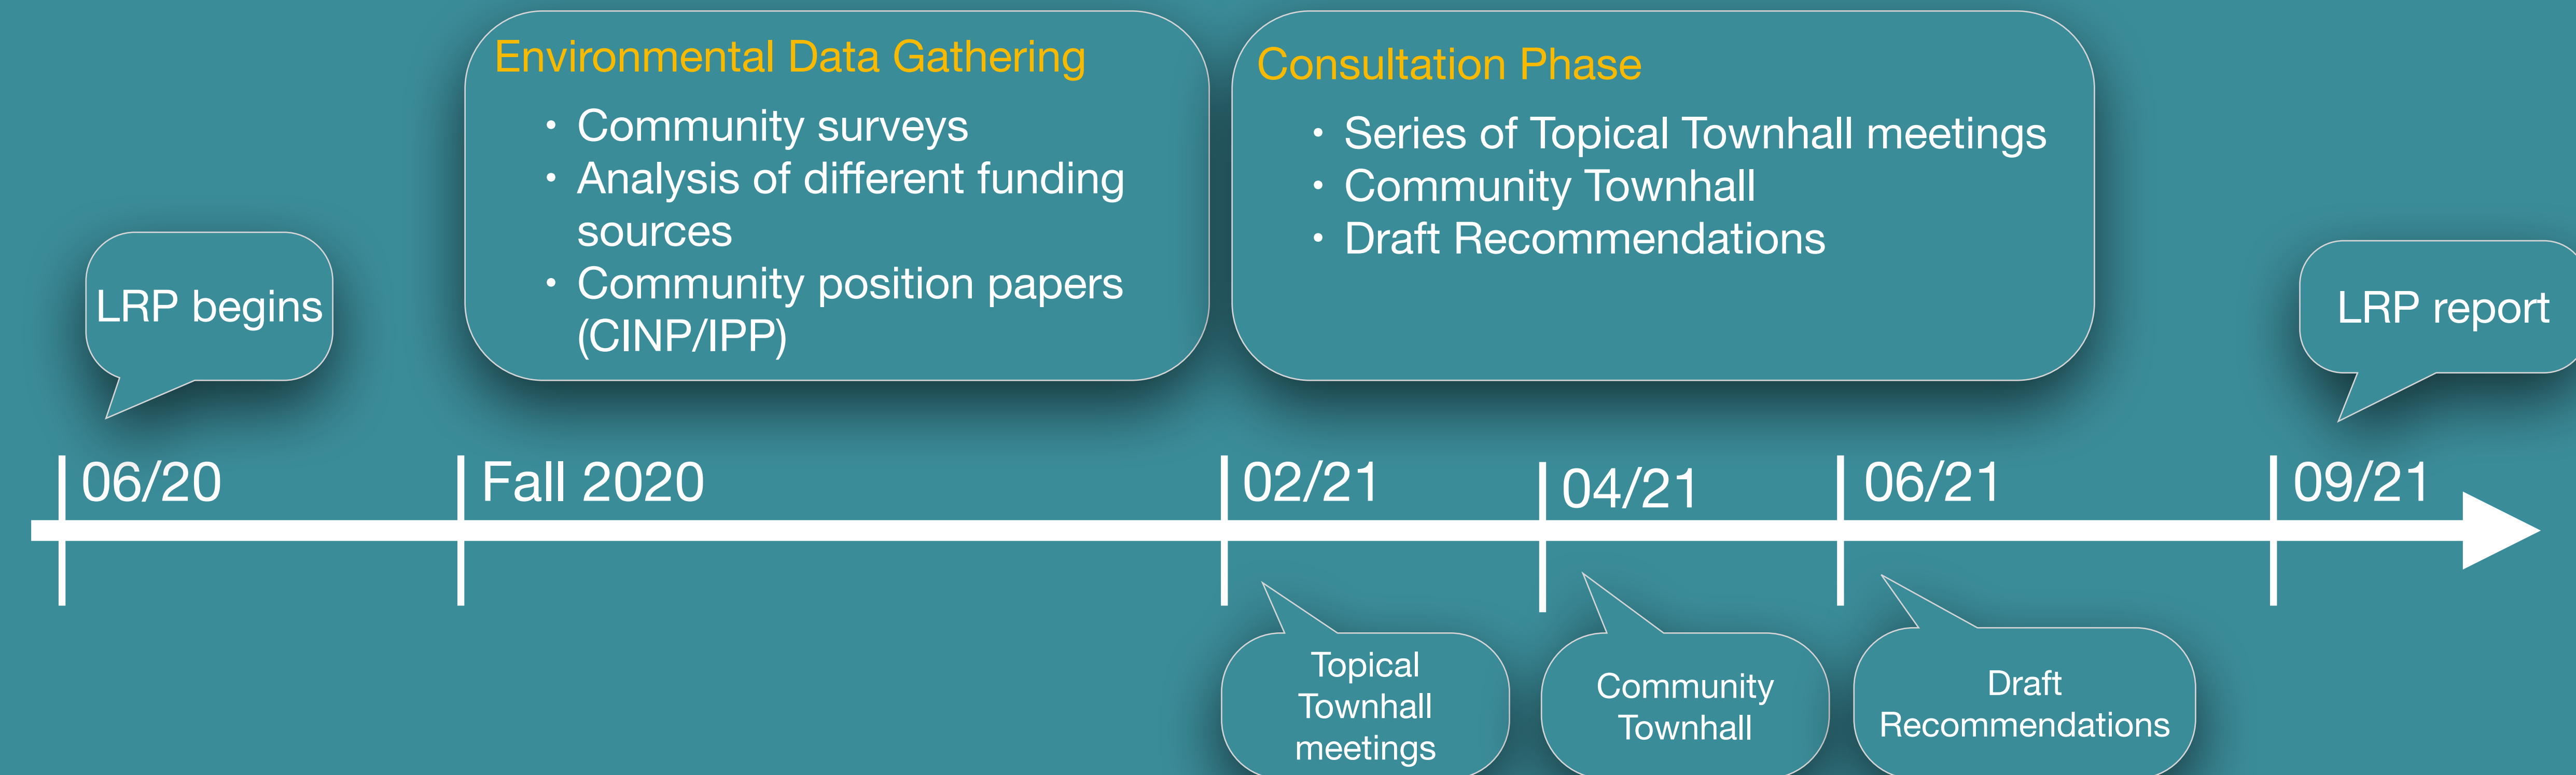 Environmental Data Gathering
• Community surveys
• Analysis of different funding
sources
• Community position papers
(CINP/IPP)
Consultation Phase
• Series of Topical Townhall meetings
• Community Townhall
• Draft Recommendations
LRP begins
LRP report
06/20
Fall 2020
02/21
04/21
06/21
09/21
Topical
Townhall
meetings
Community
Townhall
Draft
Recommendations